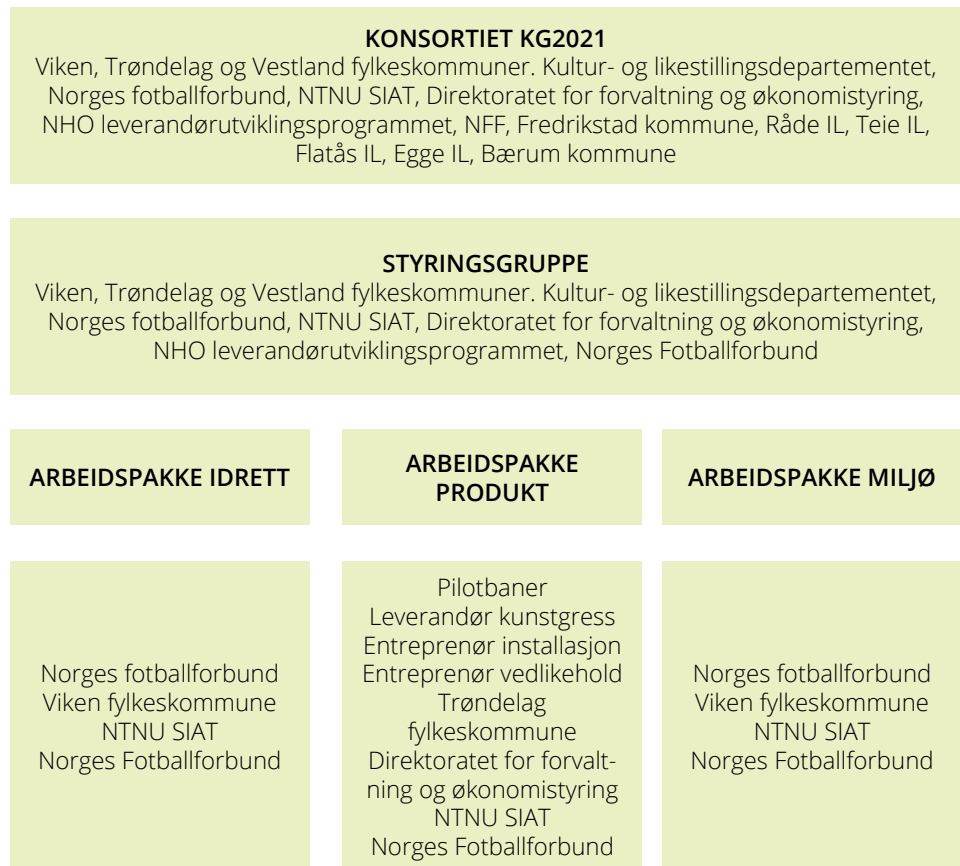 KONSORTIET KG2021
Viken, Trøndelag og Vestland fylkeskommuner. Kultur- og likestillingsdepartementet,
Norges fotballforbund, NTNU SIAT, Direktoratet for forvaltning og økonomistyring,
NHO leverandørutviklingsprogrammet, NFF, Fredrikstad kommune, Råde IL, Teie IL,
Flatås IL, Egge IL, Bærum kommune
STYRINGSGRUPPE
Viken, Trøndelag og Vestland fylkeskommuner. Kultur- og likestillingsdepartementet,
Norges fotballforbund, NTNU SIAT, Direktoratet for forvaltning og økonomistyring,
NHO leverandørutviklingsprogrammet, Norges Fotballforbund
ARBEIDSPAKKE IDRETT
Norges fotballforbund
Viken fylkeskommune
NTNU SIAT
Norges Fotballforbund
ARBEIDSPAKKE
PRODUKT
Pilotbaner
Leverandør kunstgress
Entreprenør installasjon
Entreprenør vedlikehold
Trøndelag
fylkeskommune
Direktoratet for forvalt-
ning og økonomistyring
NTNU SIAT
Norges Fotballforbund
ARBEIDSPAKKE MILJØ
Norges fotballforbund
Viken fylkeskommune
NTNU SIAT
Norges Fotballforbund